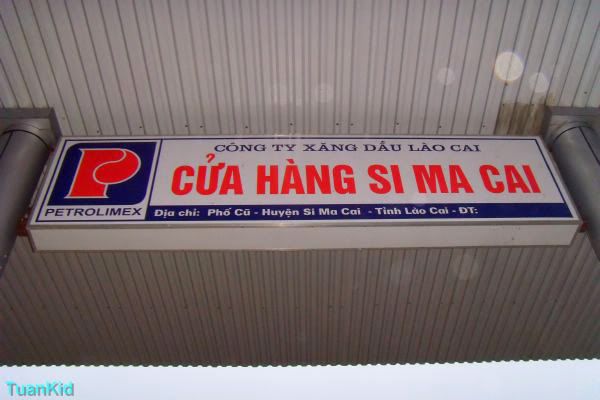 CÔNG TY XĂNG DẦU LÀO CAI
CỬA HÀNG SI MA CAI
PETROLIMEX
Địa chỉ: Phố Cũ - Huyện Si Ma Cai - Tỉnh Lào Cai - ĐT:
TuanKid